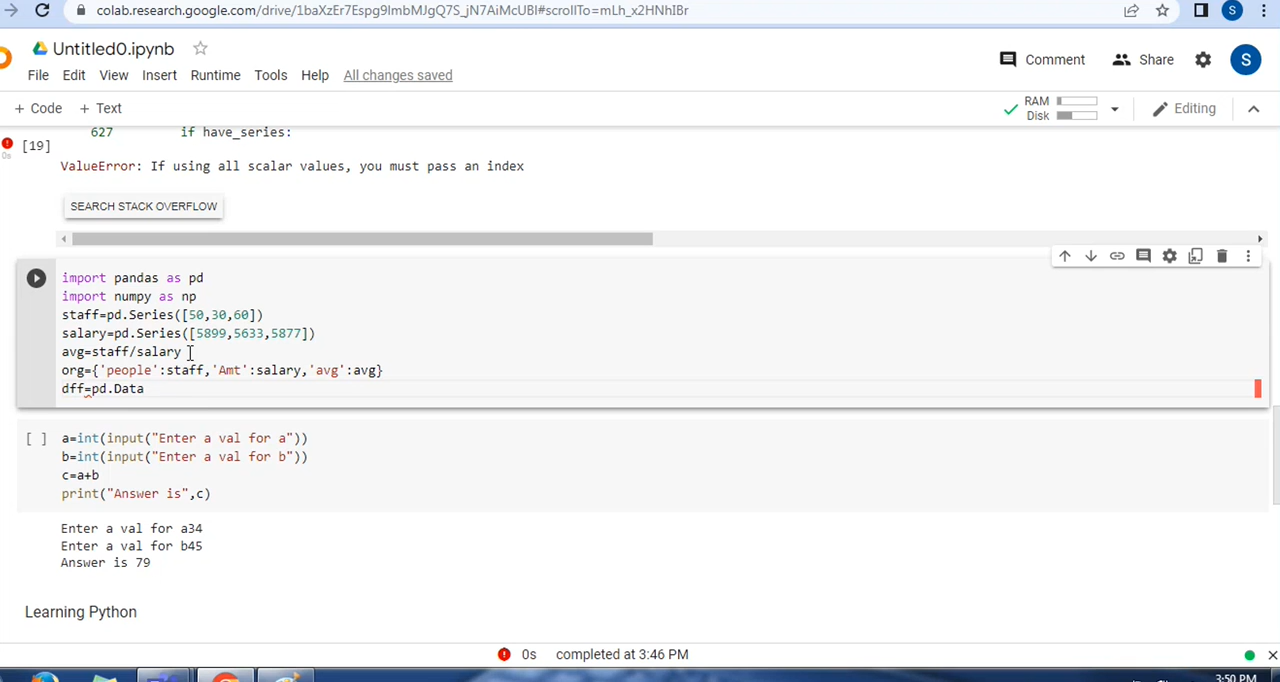 colab.research.google.com/drive/1baXzEr7Espg9lmbMJgQ7S_jN7AiMcUBl#scrollTo=mLh_x2HNhIBr
S
Untitled0.ipynb
Comment
Share
S
File Edit View Insert Runtime Tools Help All changes saved
+ Code + Text
RAM
Disk
Editing
627 if have_series:
[19]
0s
ValueError: If using all scalar values, you must pass an index
SEARCH STACK OVERFLOW
import pandas as pd
import numpy as np
staff=pd.Series([50,30,60])
salary=pd.Series([5899,5633,5877])
avg=staff/salary
org={'people':staff,'Amt':salary,'avg':avg}
dff=pd.Data
[ ] a=int(input("Enter a val for a"))
b=int(input("Enter a val for b"))
c=a+b
print("Answer is",c)
Enter a val for a34
Enter a val for b45
Answer is 79
Learning Python
0s completed at 3:46 PM
3:50 PM